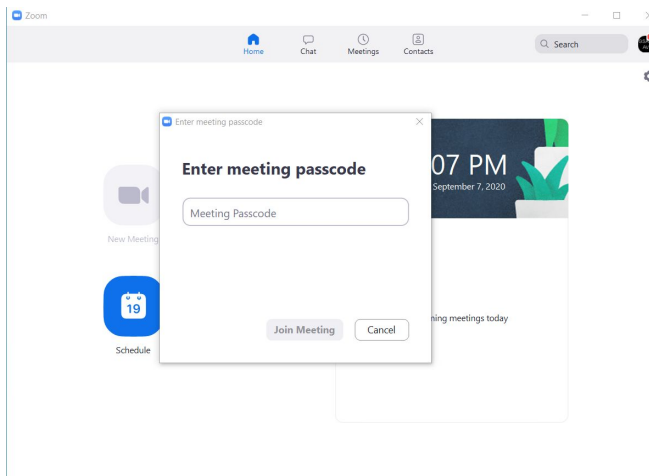 Zoom
Home
Chat
Meetings
Contacts
Search
Enter meeting passcode
Enter meeting passcode
Meeting Passcode
Join Meeting
Cancel
New Meeting
19
Schedule
07 PM
September 7, 2020
meetings today